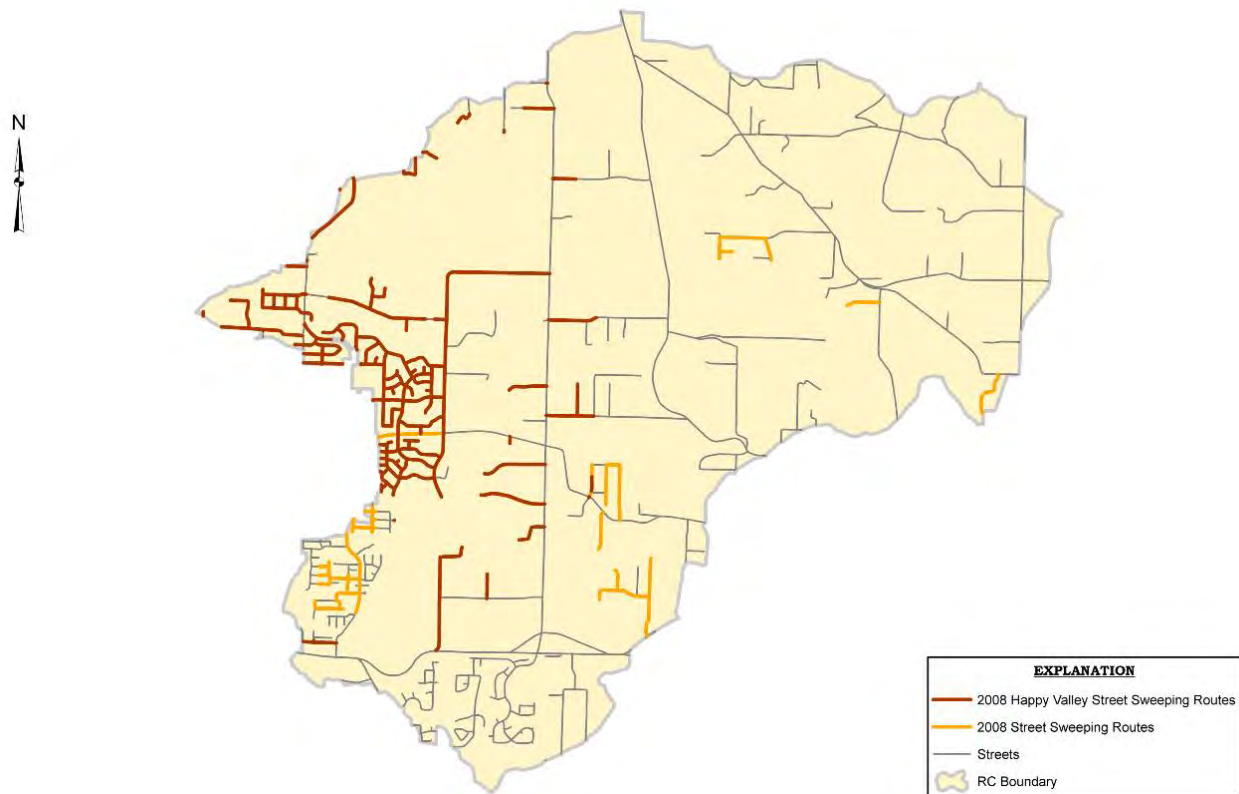 N
EXPLANATION
2008 Happy Valley Street Sweeping Routes
2008 Street Sweeping Routes
Streets
RC Boundary